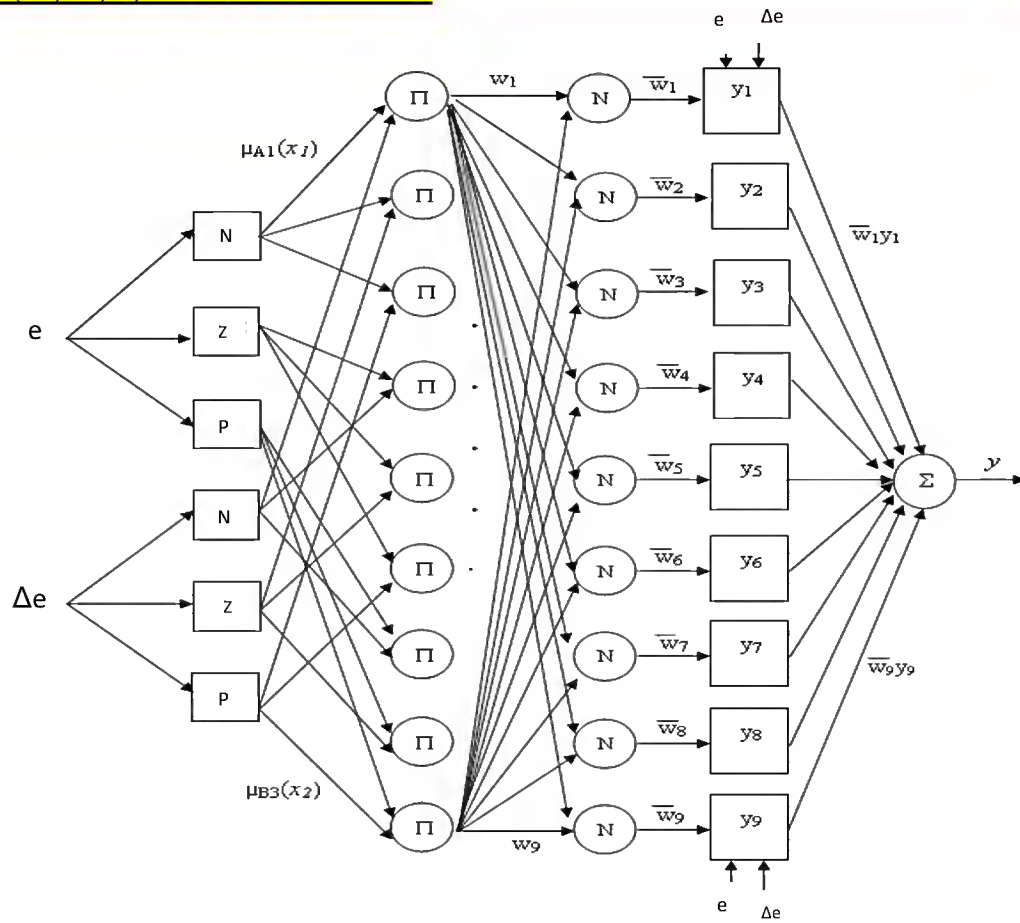 e Δe
Π w₁ N w̅₁ y₁
μA1(x₁)
Π N w̅₂ y₂
N w̅₁y₁
Π N w̅₃ y₃
e Z
Π N w̅₄ y₄
P
Π N w̅₅ y₅ Σ y
N
Π N w̅₆ y₆
Δe Z
Π N w̅₇ y₇ w̅₉y₉
P
Π N w̅₈ y₈
μB3(x₂)
Π w₉ N w̅₉ y₉
e Δe